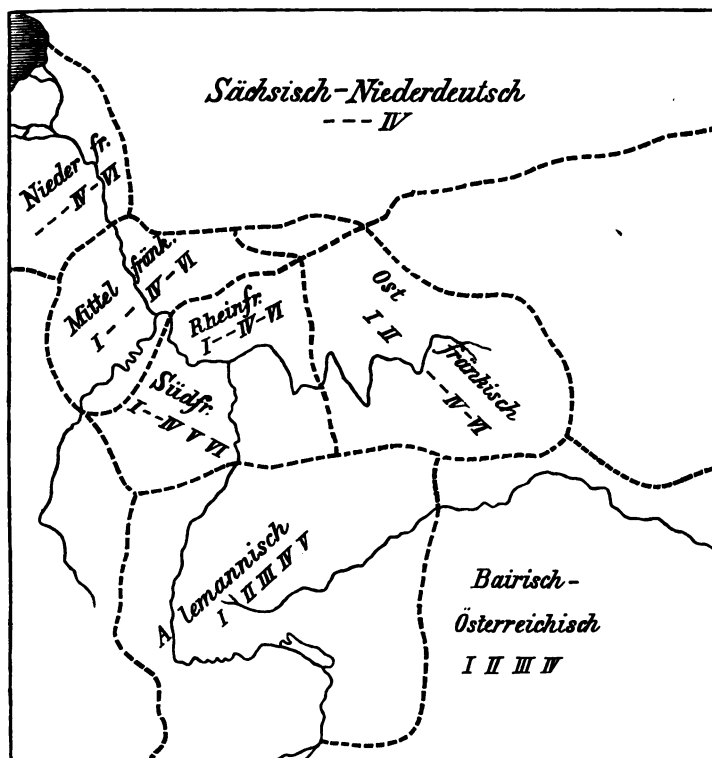 Sächsisch-Niederdeutsch
--- IV
Nieder fr.
--- IV-VI
Mittel fränk.
I --- IV-VI
Rheinfr.
I--IV-VI
Ost
I II
fränkisch
--- IV-VI
Südfr.
I--IV V VI
Alemannisch
I II III IV V
Bairisch-
Österreichisch
I II III IV